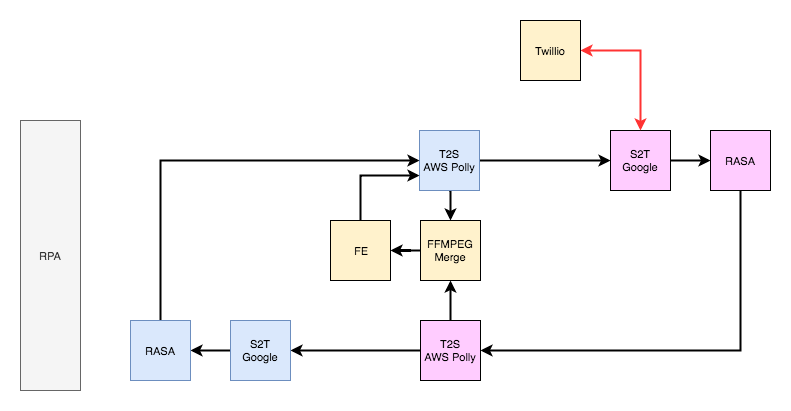 Twillio
T2S
AWS Polly
S2T
Google
RASA
RPA
FE
FFMPEG
Merge
RASA
S2T
Google
T2S
AWS Polly